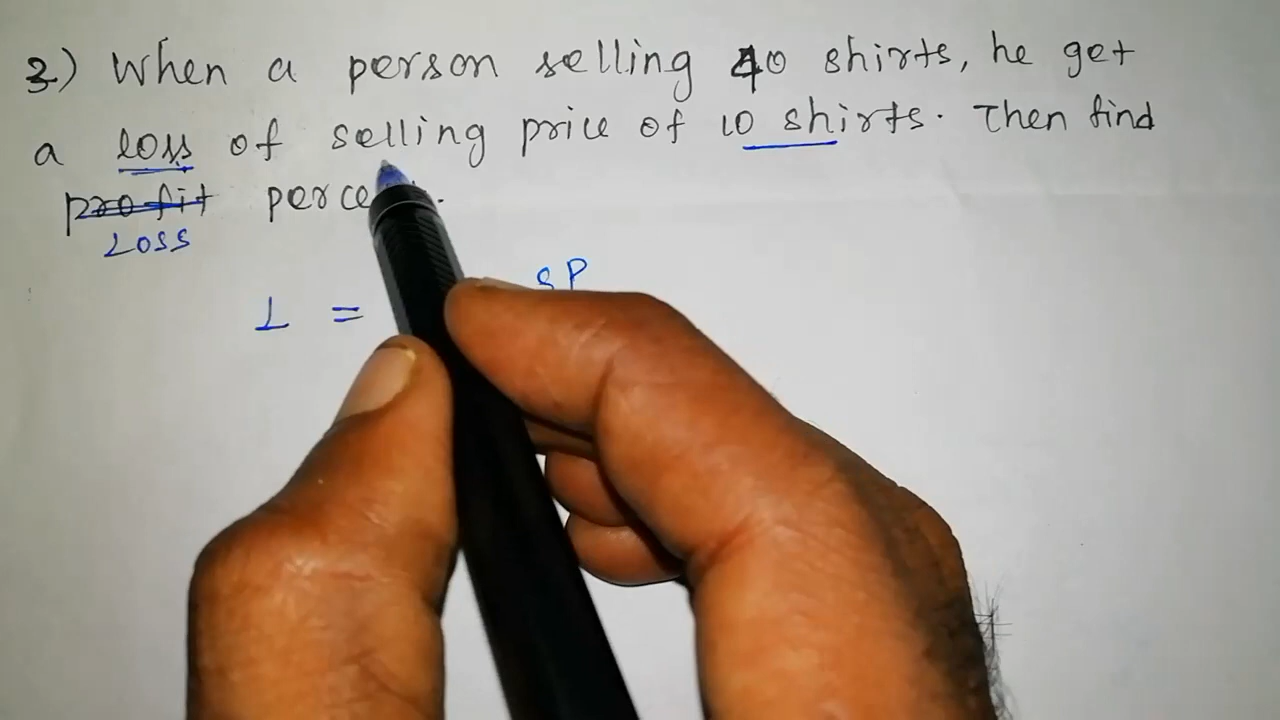 3) When a person selling 40 shirts, he get
a loss of selling price of 10 shirts. Then find
profit
Loss
L = SP